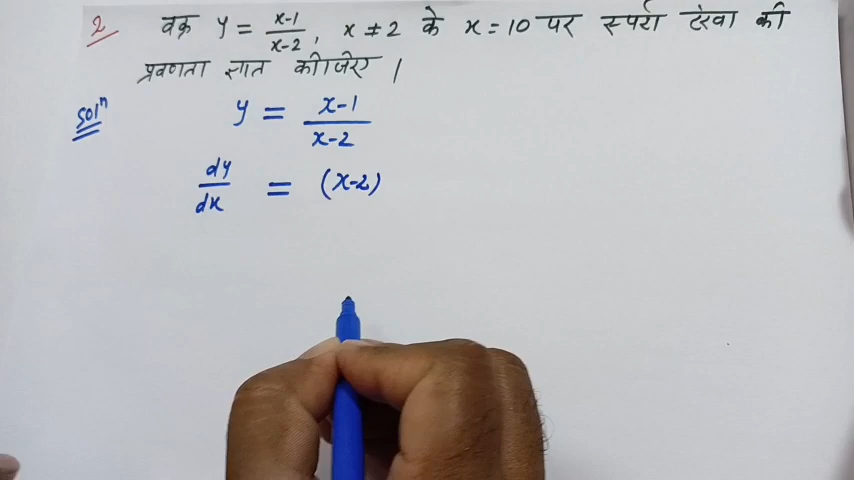 2 वक्र y = x-1/x-2, x ≠ 2 के x = 10 पर स्पर्श रेखा की
प्रवणता ज्ञात कीजिए ।
Solⁿ y = x-1/x-2
dy/dx = (x-2)